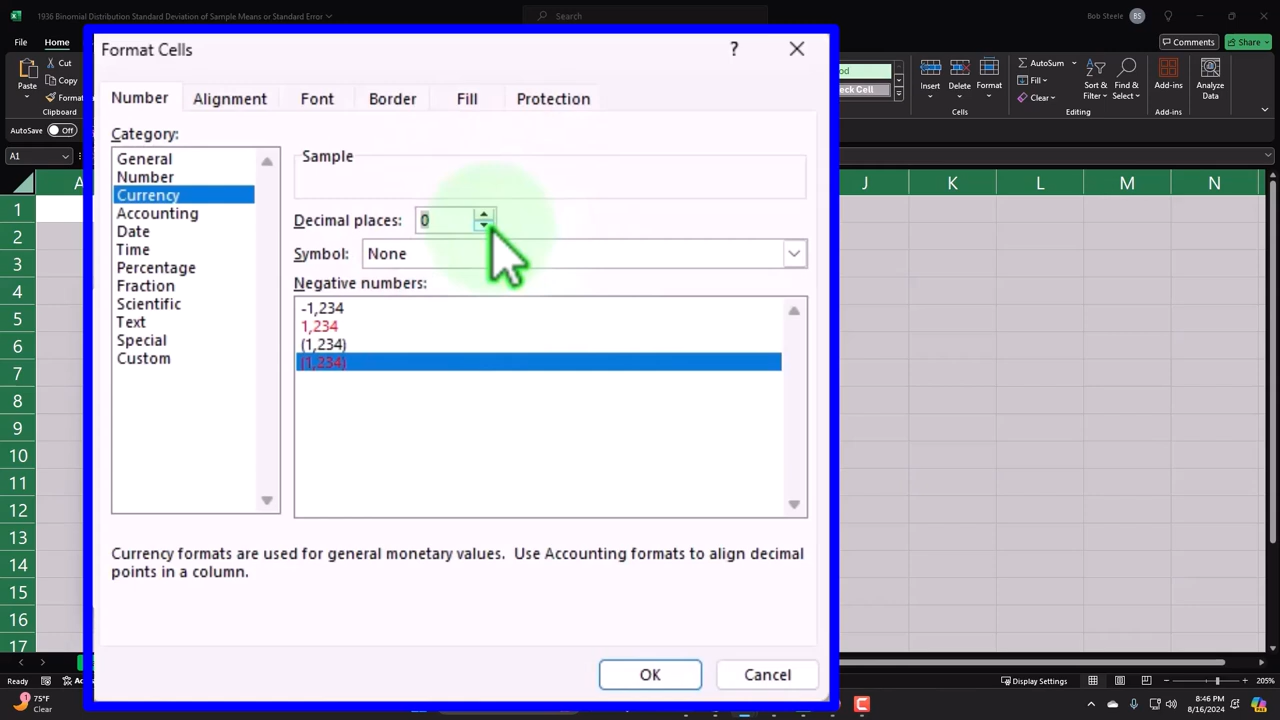 1936 Binomial Distribution Standard Deviation of Sample Means or Standard Error
Search
Bob Steele
BS
File
Home
Comments
Share
Paste
Cut
Copy
Format
Clipboard
Insert
Delete
Format
Cells
AutoSum
Fill
Clear
Sort &
Filter
Find &
Select
Editing
Add-ins
Add-ins
Analyze
Data
AutoSave
Off
A1
J
K
L
M
N
1
2
3
4
5
6
7
8
9
10
11
12
13
14
15
16
17
Format Cells
?
Number
Alignment
Font
Border
Fill
Protection
Category:
General
Number
Currency
Accounting
Date
Time
Percentage
Fraction
Scientific
Text
Special
Custom
Sample
Decimal places:
0
Symbol:
None
Negative numbers:
-1,234
1,234
(1,234)
(1,234)
Currency formats are used for general monetary values. Use Accounting formats to align decimal
points in a column.
OK
Cancel
Ready
Display Settings
200%
75°F
Clear
8:46 PM
8/16/2024